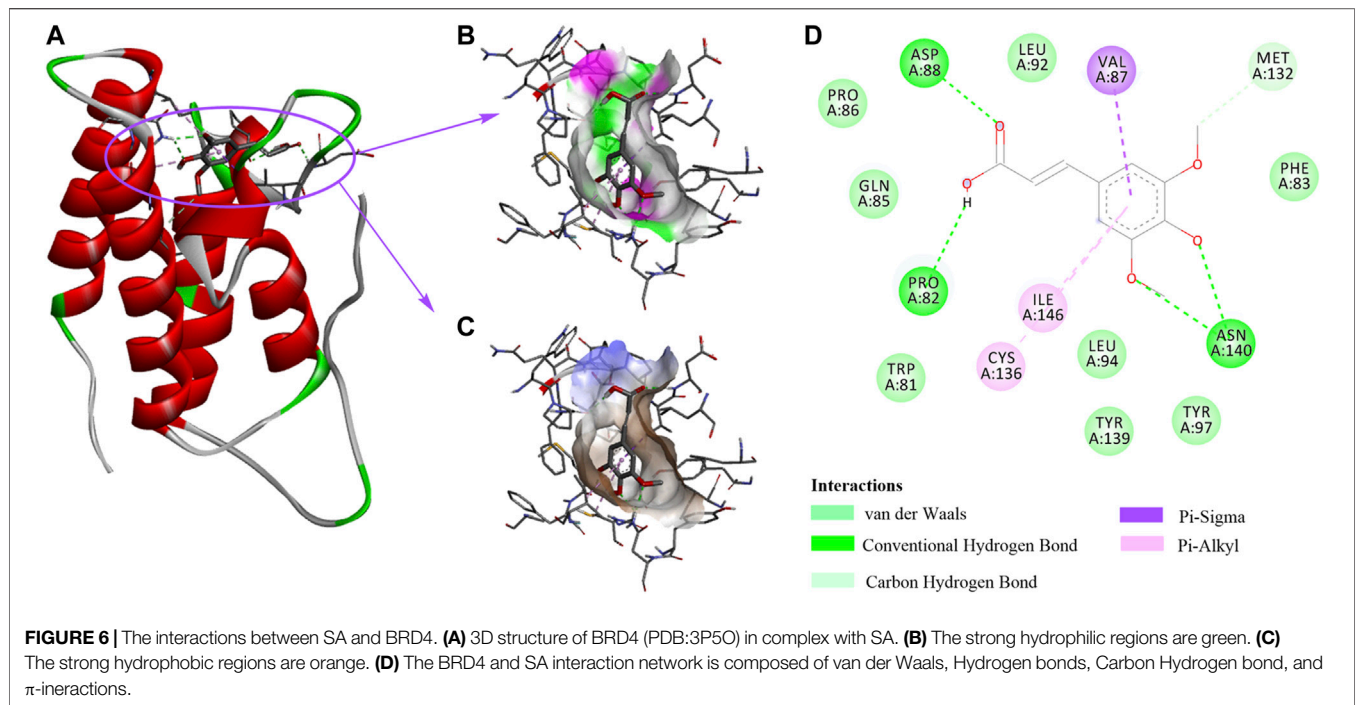 A
B
C
D
ASP
A:88
LEU
A:92
VAL
A:87
MET
A:132
PRO
A:86
O
O
PHE
A:83
GLN
A:85
O
H
O
O
PRO
A:82
ILE
A:146
ASN
A:140
LEU
A:94
CYS
A:136
TRP
A:81
TYR
A:97
TYR
A:139
Interactions
van der Waals
Conventional Hydrogen Bond
Carbon Hydrogen Bond
Pi-Sigma
Pi-Alkyl
FIGURE 6 | The interactions between SA and BRD4. (A) 3D structure of BRD4 (PDB:3P5O) in complex with SA. (B) The strong hydrophilic regions are green. (C)
The strong hydrophobic regions are orange. (D) The BRD4 and SA interaction network is composed of van der Waals, Hydrogen bonds, Carbon Hydrogen bond, and
π-ineractions.